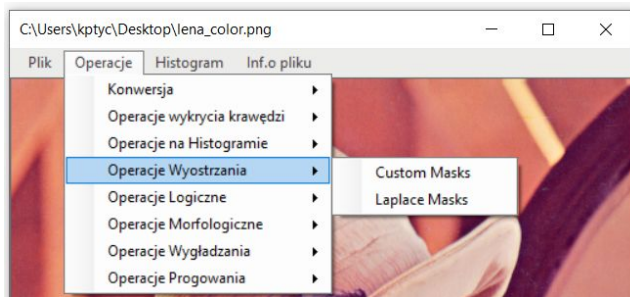 C:\Users\kptyc\Desktop\lena_color.png
Plik Operacje Histogram Inf.o pliku
Konwersja
Operacje wykrycia krawędzi
Operacje na Histogramie
Operacje Wyostrzania
Custom Masks
Operacje Logiczne
Laplace Masks
Operacje Morfologiczne
Operacje Wygładzania
Operacje Progowania